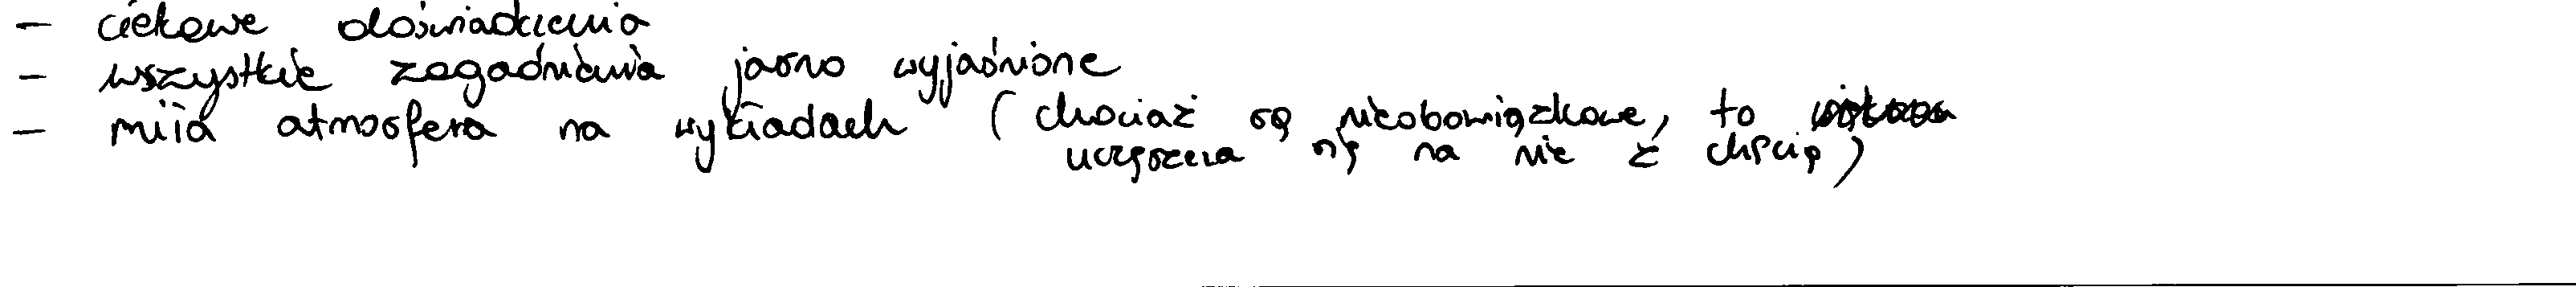 - ciekawe doświadczenia
- wszystkie zagadnienia jasno wyjaśnione
- miła atmosfera na wykładach (chociaż są nieobowiązkowe, to
uczęszcza się na nie z chęcią)